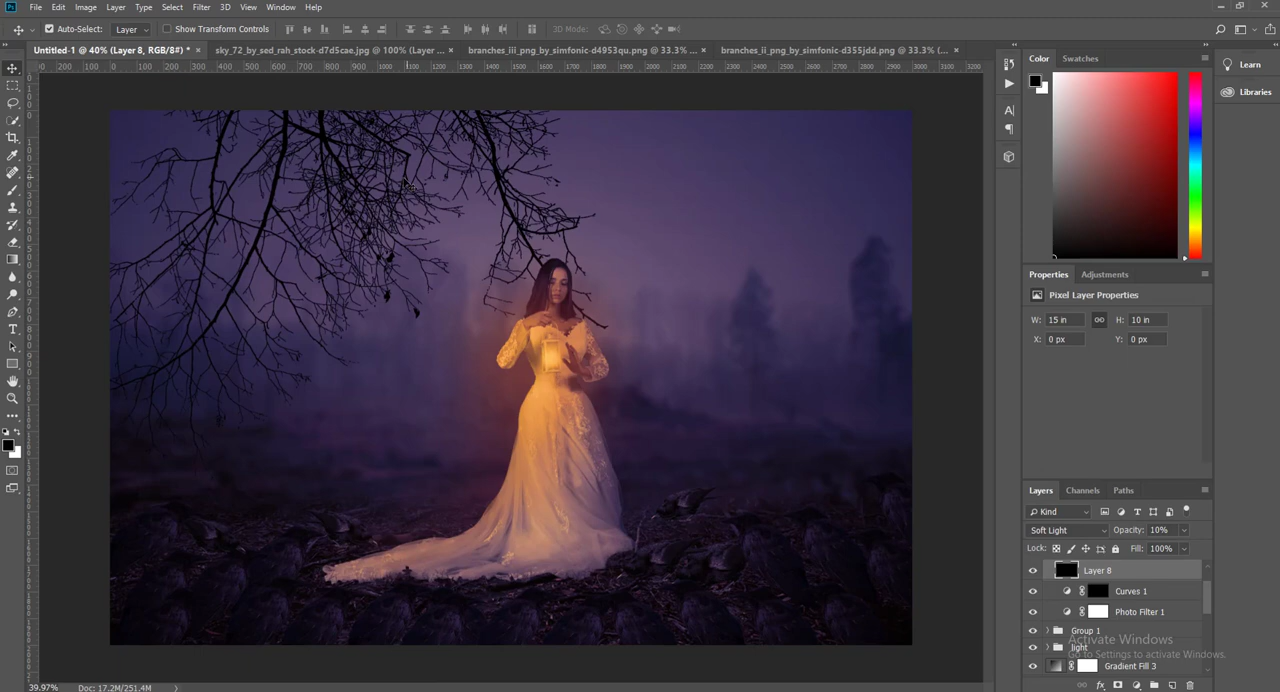 Ps File Edit Image Layer Type Select Filter 3D View Window Help
Auto-Select: Layer Show Transform Controls 3D Mode:
Untitled-1 @ 40% (Layer 8, RGB/8#) * × sky_72_by_sed_rah_stock-d7d5cae.jpg @ 100% (Layer ... × branches_iii_png_by_simfonic-d4953qu.png @ 33.3% ... × branches_ii_png_by_simfonic-d355jdd.png @ 33.3% (... ×
Color Swatches
Learn
Libraries
Properties Adjustments
Pixel Layer Properties
W: 15 in H: 10 in
X: 0 px Y: 0 px
Layers Channels Paths
Kind
Soft Light Opacity: 10%
Lock: Fill: 100%
Layer 8
Curves 1
Photo Filter 1
Group 1
light
Gradient Fill 3
Activate Windows
Go to Settings to activate Windows.
39.97% Doc: 17.2M/251.4M